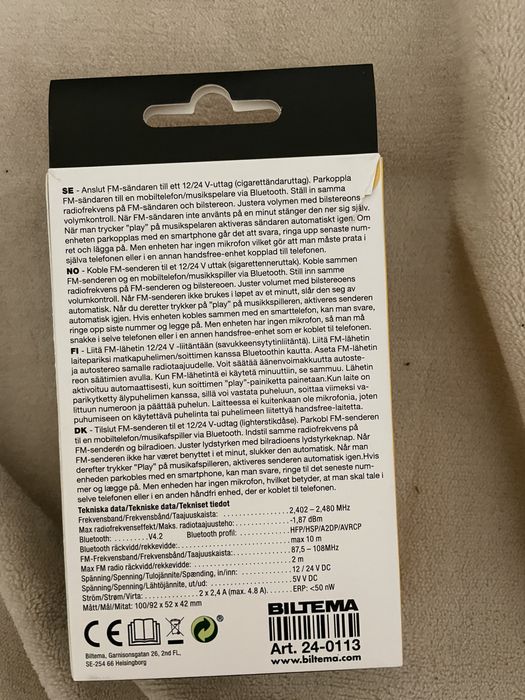 SE - Anslut FM-sändaren till ett 12/24 V-uttag (cigarettändaruttag). Parkoppla
FM-sändaren till en mobiltelefon/musikspelare via Bluetooth. Ställ in samma
radiofrekvens på FM-sändaren och bilstereon. Justera volymen med bilstereons
volymkontroll. När FM-sändaren inte använts på en minut stänger den ner sig själv.
När man trycker "play" på musikspelaren aktiveras sändaren automatiskt igen. Om
enheten parkopplas med en smartphone går det att svara, ringa upp senaste num-
ret och lägga på. Men enheten har ingen mikrofon vilket gör att man måste prata i
själva telefonen eller i en annan handsfree-enhet kopplad till telefonen.
NO - Koble FM-senderen til et 12/24 V uttak (sigarettenneruttak). Koble sammen
FM-senderen og en mobiltelefon/musikkspiller via Bluetooth. Still inn samme
radiofrekvens på FM-senderen og bilstereoen. Juster volumet med bilstereoens
volumkontroll. Når FM-senderen ikke brukes i løpet av et minutt, slår den seg av
automatisk. Når du deretter trykker på "play" på musikkspilleren, aktiveres senderen
automatisk igjen. Hvis enheten kobles sammen med en smarttelefon, kan man svare,
ringe opp siste nummer og legge på. Men enheten har ingen mikrofon, så man må
snakke i selve telefonen eller i en annen handsfree-enhet som er koblet til telefonen.
FI - Liitä FM-lähetin 12/24 V -liitäntään (savukkeensytytinliitäntä). Liitä FM-lähetin
laitepariksi matkapuhelimen/soittimen kanssa Bluetoothin kautta. Aseta FM-lähetin
ja autostereo samalle radiotaajuudelle. Voit säätää äänenvoimakkuutta autoste-
reon säätimien avulla. Kun FM-lähetintä ei käytetä minuuttiin, se sammuu. Lähetin
aktivoituu automaattisesti, kun soittimen "play"-painiketta painetaan.Kun laite on
parikytketty älypuhelimen kanssa, sillä voi vastata puheluun, soittaa viimeksi va-
littuun numeroon ja päättää puhelun. Laitteessa ei kuitenkaan ole mikrofonia, joten
puhumiseen on käytettävä puhelinta tai puhelimeen liitettyä handsfree-laitetta.
DK - Tilslut FM-senderen til et 12/24 V-udtag (lighterstikdåse). Parkobl FM-senderen
til en mobiltelefon/musikafspiller via Bluetooth. Indstil samme radiofrekvens på
FM-senderen og bilradioen. Juster lydstyrken med bilradioens lydstyrkeknap. Når
FM-senderen ikke har været benyttet i et minut, slukker den automatisk. Når man
derefter trykker "Play" på musikafspilleren, aktiveres senderen automatisk igen.Hvis
enheden parkobles med en smartphone, kan man svare, ringe til det seneste num-
mer og lægge på. Men enheden har ingen mikrofon, hvilket betyder, at man skal tale i
selve telefonen eller i en anden håndfri enhed, der er koblet til telefonen.
Tekniska data/Tekniske data/Tekniset tiedot
Frekvensband/Frekvensbånd/Taajuuskaista: 2,402 – 2,480 MHz
Max radiofrekvenseffekt/Maks. radiotaajuusteho: -1,87 dBm
Bluetooth: V4.2 Bluetooth profil: HFP/HSP/A2DP/AVRCP
Bluetooth räckvidd/rekkevidde: max 10 m
FM-Frekvensband/Frekvensbånd/Taajuuskaista: 87,5 – 108MHz
Max FM radio räckvidd/rekkevidde: 2 m
Spänning/Spenning/Tulojännite/Spænding, in/inn: 12 / 24 V DC
Spänning/Spenning/Lähtöjännite, ut/ud: 5V V DC
Ström/Strøm/Virta: 2 x 2,4 A (max. 4.8 A). ERP: <50 nW
Mått/Mål/Mitat: 100/92 x 52 x 42 mm
CE
Biltema, Garnisonsgatan 26, 2nd FL,
SE-254 66 Helsingborg
BILTEMA
Art. 24-0113
www.biltema.com